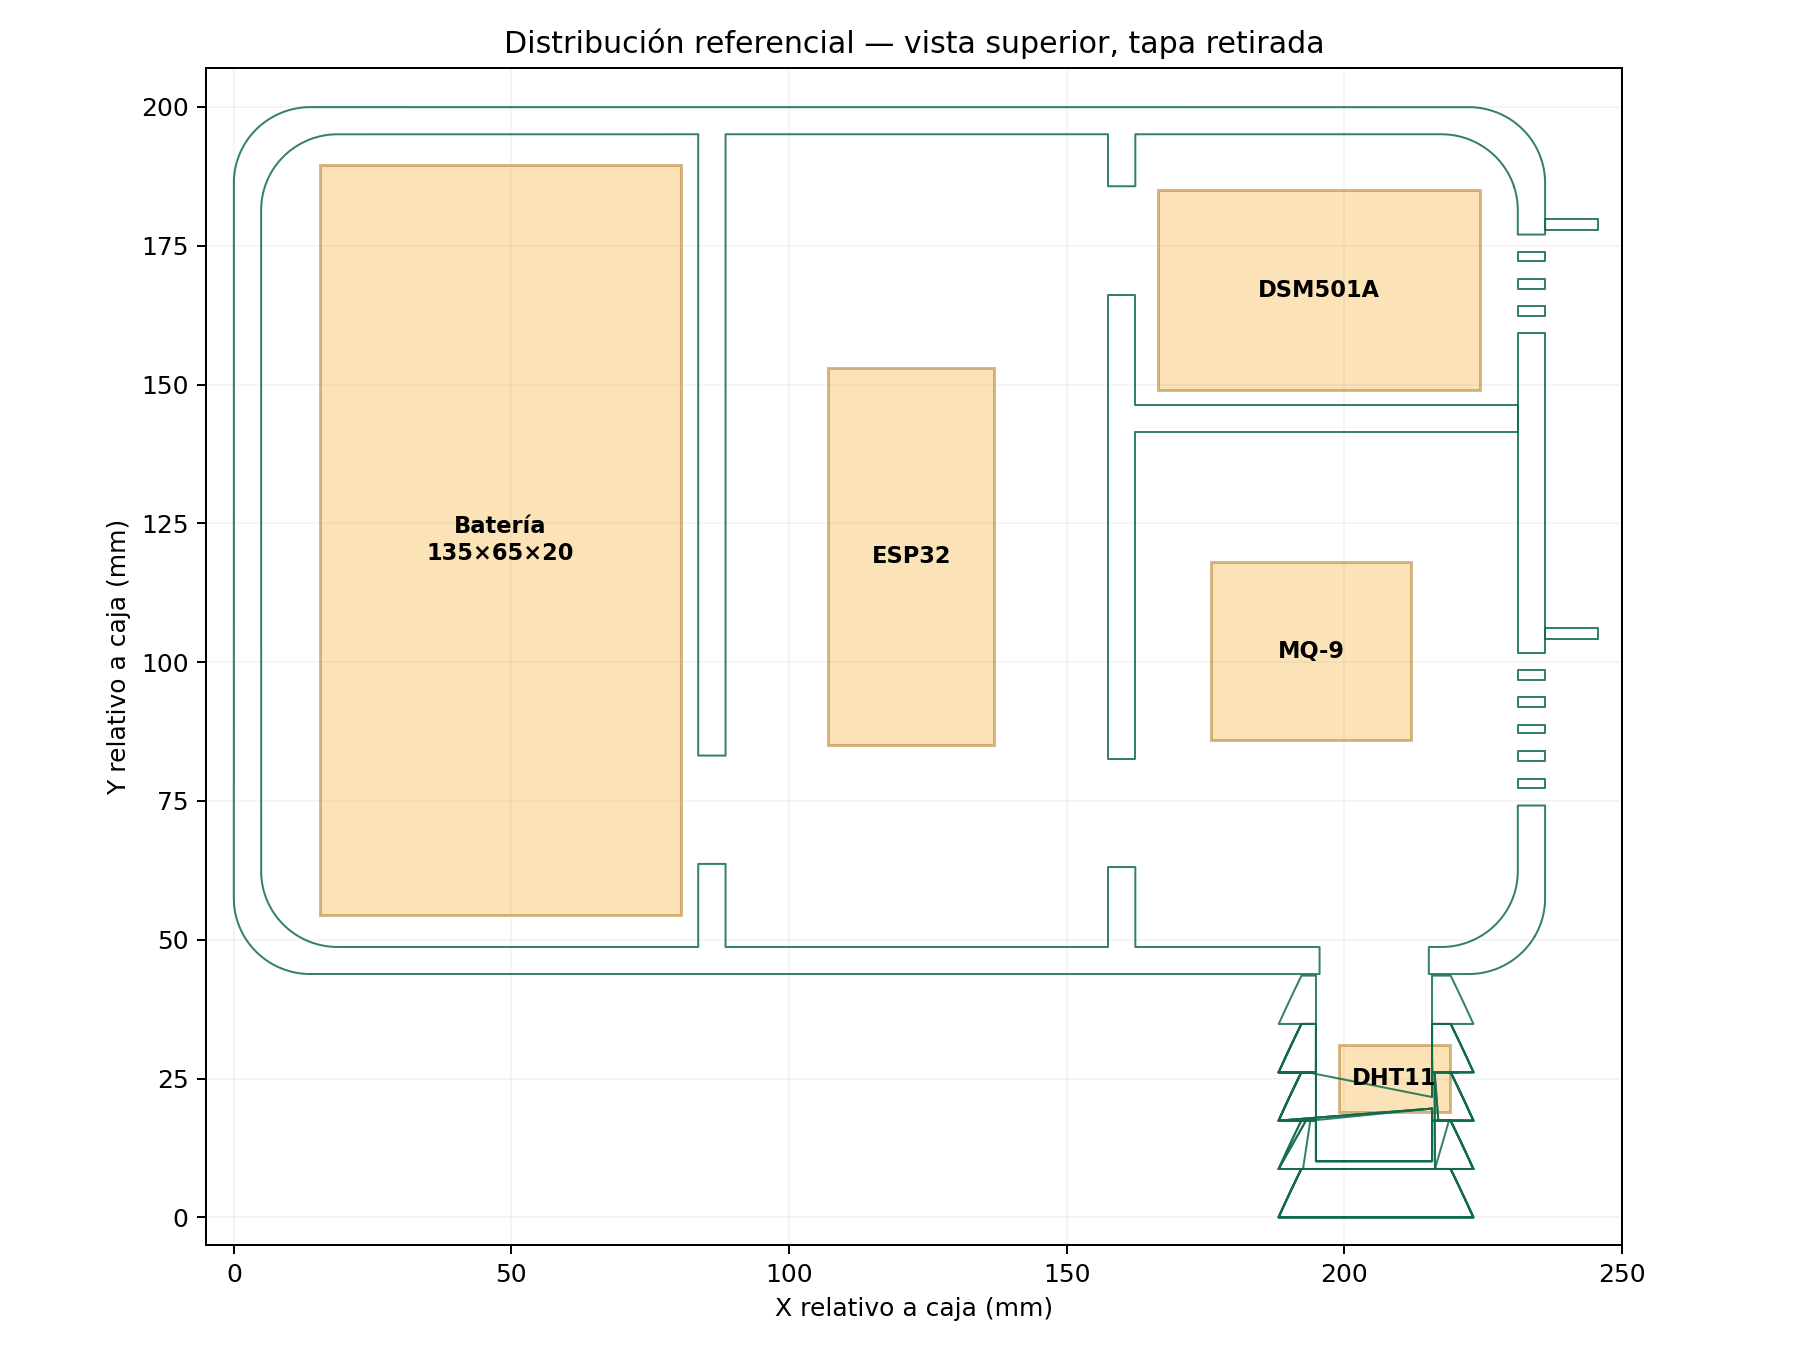 Distribución referencial — vista superior, tapa retirada
200
175
150
125
100
75
50
25
0
Y relativo a caja (mm)
DSM501A
Batería
135×65×20
ESP32
MQ-9
DHT11
0
50
100
150
200
250
X relativo a caja (mm)